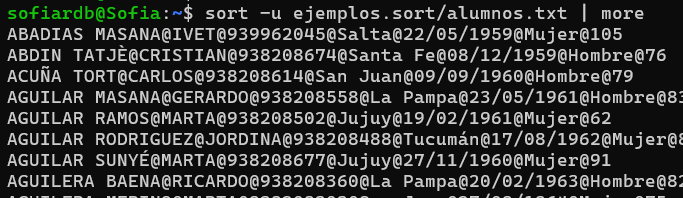 sofiardb@Sofia:~$ sort -u ejemplos.sort/alumnos.txt | more
ABADIAS MASANA@IVET@939962045@Salta@22/05/1959@Mujer@105
ABDIN TATJÈ@CRISTIAN@938208674@Santa Fe@08/12/1959@Hombre@76
ACUÑA TORT@CARLOS@938208614@San Juan@09/09/1960@Hombre@79
AGUILAR MASANA@GERARDO@938208558@La Pampa@23/05/1961@Hombre@83
AGUILAR RAMOS@MARTA@938208502@Jujuy@19/02/1961@Mujer@62
AGUILAR RODRIGUEZ@JORDINA@938208488@Tucumán@17/08/1962@Mujer@8
AGUILAR SUNYÉ@MARTA@938208677@Jujuy@27/11/1960@Mujer@91
AGUILERA BAENA@RICARDO@938208360@La Pampa@20/02/1963@Hombre@82